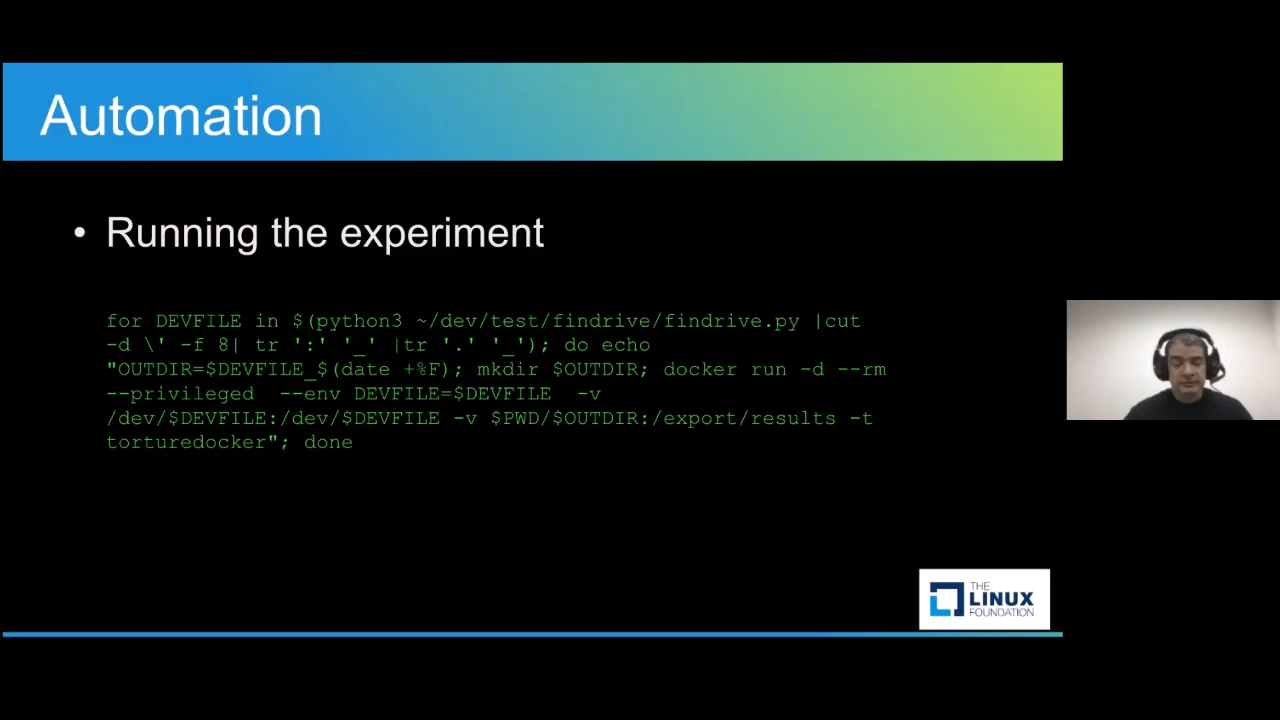 Automation
• Running the experiment
for DEVFILE in $(python3 ~/dev/test/findrive/findrive.py |cut
-d \' -f 8| tr ':' '_' |tr '.' '_'); do echo
"OUTDIR=$DEVFILE_$(date +%F); mkdir $OUTDIR; docker run -d --rm
--privileged  --env DEVFILE=$DEVFILE  -v
/dev/$DEVFILE:/dev/$DEVFILE -v $PWD/$OUTDIR:/export/results -t
torturedocker"; done
THE
LINUX
FOUNDATION